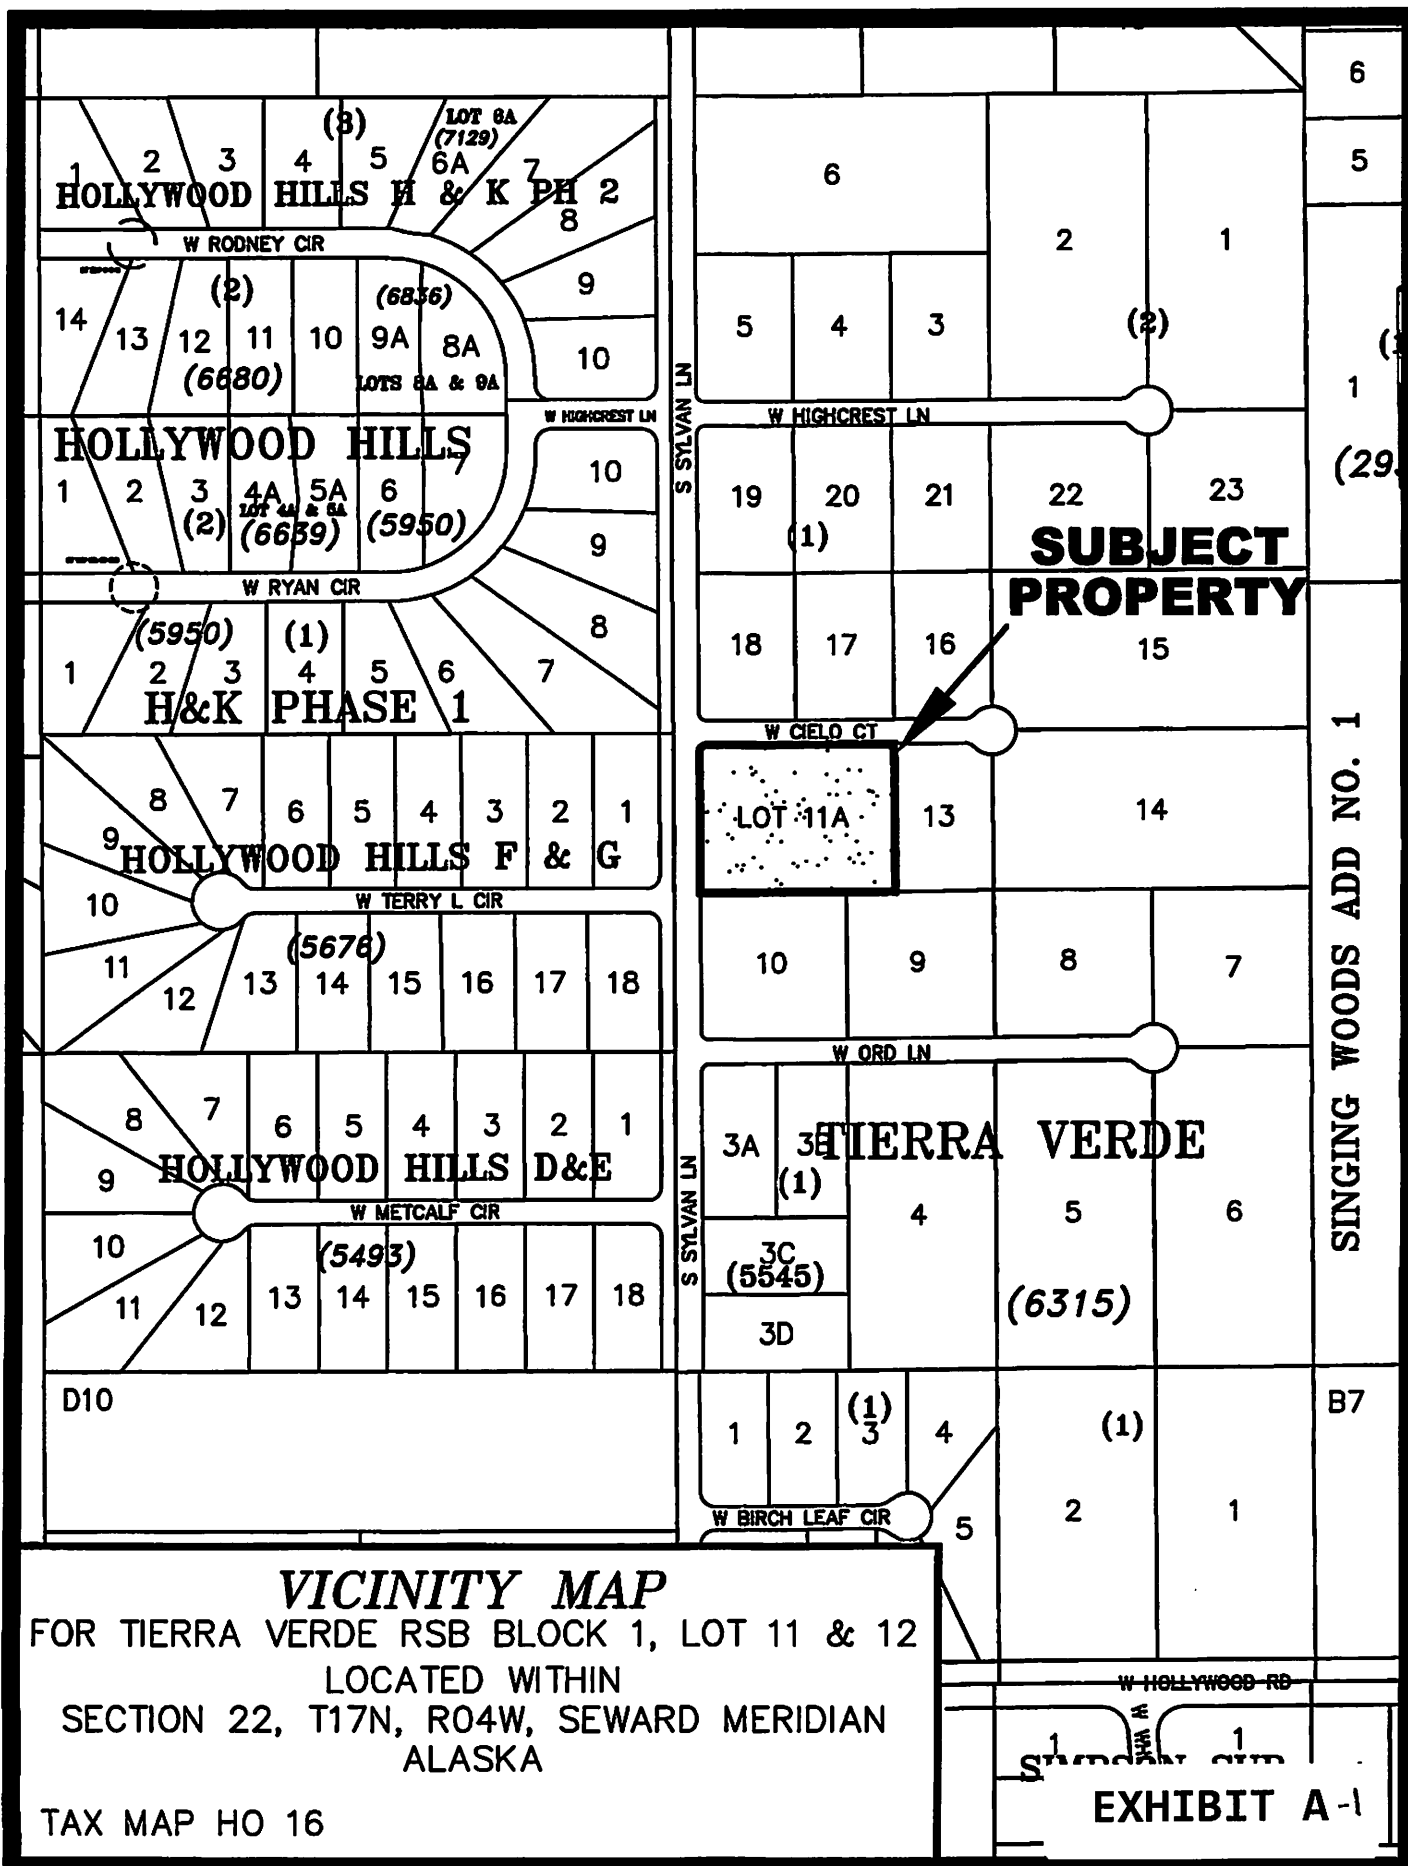 6
5
(3)
LOT 6A
(7129)
1
2
3
4
5
6A
7
HOLLYWOOD HILLS H & K PH 2
8
9
10
W RODNEY CIR
(2)
(6836)
14
13
12
11
10
9A
8A
(6680)
LOTS 8A & 9A
W HIGHCREST LN
6
2
1
5
4
3
(2)
1
S SYLVAN LN
W HIGHCREST LN
HOLLYWOOD HILLS
1
2
3
4A
5A
6
7
LOT 4A & 5A
(2)
(6639)
(5950)
10
9
8
W RYAN CIR
19
20
21
22
23
(1)
SUBJECT
PROPERTY
(5950)
(1)
1
2
3
4
5
6
7
H&K PHASE 1
18
17
16
15
W CIELO CT
LOT 11A
13
14
9
8
7
6
5
4
3
2
1
HOLLYWOOD HILLS F & G
10
W TERRY L CIR
(5676)
11
12
13
14
15
16
17
18
10
9
8
7
W ORD LN
SINGING WOODS ADD NO. 1
8
7
6
5
4
3
2
1
HOLLYWOOD HILLS D&E
9
W METCALF CIR
(5493)
10
11
12
13
14
15
16
17
18
S SYLVAN LN
3A
3B
TIERRA VERDE
(1)
4
5
6
3C
(5545)
(6315)
3D
D10
B7
1
2
(1)
3
4
(1)
W BIRCH LEAF CIR
5
2
1
VICINITY MAP
FOR TIERRA VERDE RSB BLOCK 1, LOT 11 & 12
LOCATED WITHIN
SECTION 22, T17N, R04W, SEWARD MERIDIAN
ALASKA
TAX MAP HO 16
W HOLLYWOOD RD
1
1
EXHIBIT A-1